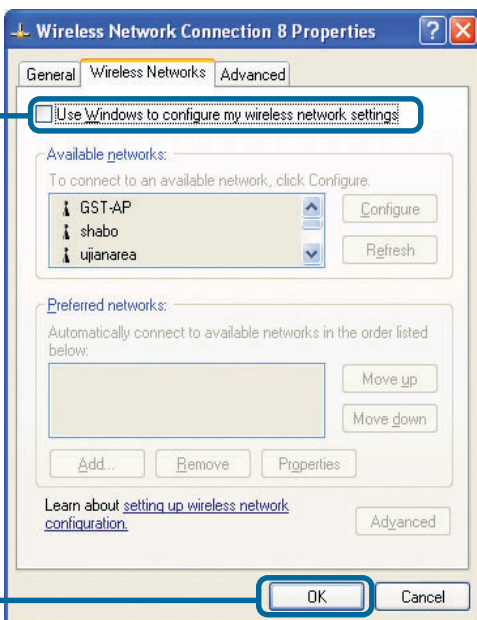 Wireless Network Connection 8 Properties
General Wireless Networks Advanced
Use Windows to configure my wireless network settings
Available networks:
To connect to an available network, click Configure.
GST-AP
shabo
ujianarea
Configure
Refresh
Preferred networks:
Automatically connect to available networks in the order listed
below:
Move up
Move down
Add... Remove Properties
Learn about setting up wireless network
configuration.
Advanced
OK Cancel